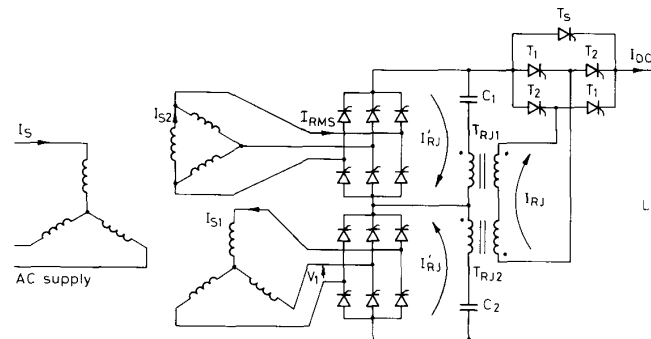 T_S
T_1
T_2
I_DC
T_2
T_1
C_1
I_S2
I_RMS
I'_RJ
T_RJ1
I_S
I_RJ
L
I_S1
V_1
I'_RJ
T_RJ2
C_2
AC supply